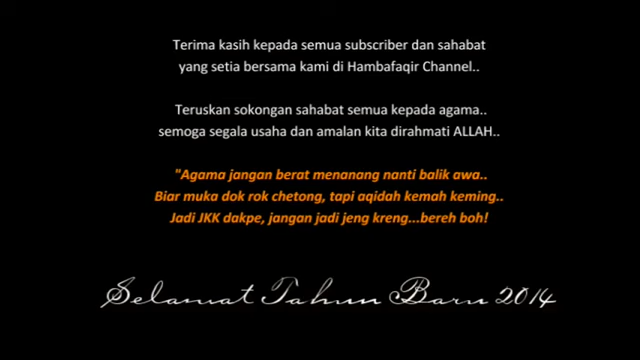 Terima kasih kepada semua subscriber dan sahabat
yang setia bersama kami di Hambafaqir Channel..
Teruskan sokongan sahabat semua kepada agama..
semoga segala usaha dan amalan kita dirahmati ALLAH..
"Agama jangan berat menanang nanti balik awa..
Biar muka dok rok chetong, tapi aqidah kemah keming..
Jadi JKK dakpe, jangan jadi jeng kreng...bereh boh!
Selamat Tahun Baru 2014